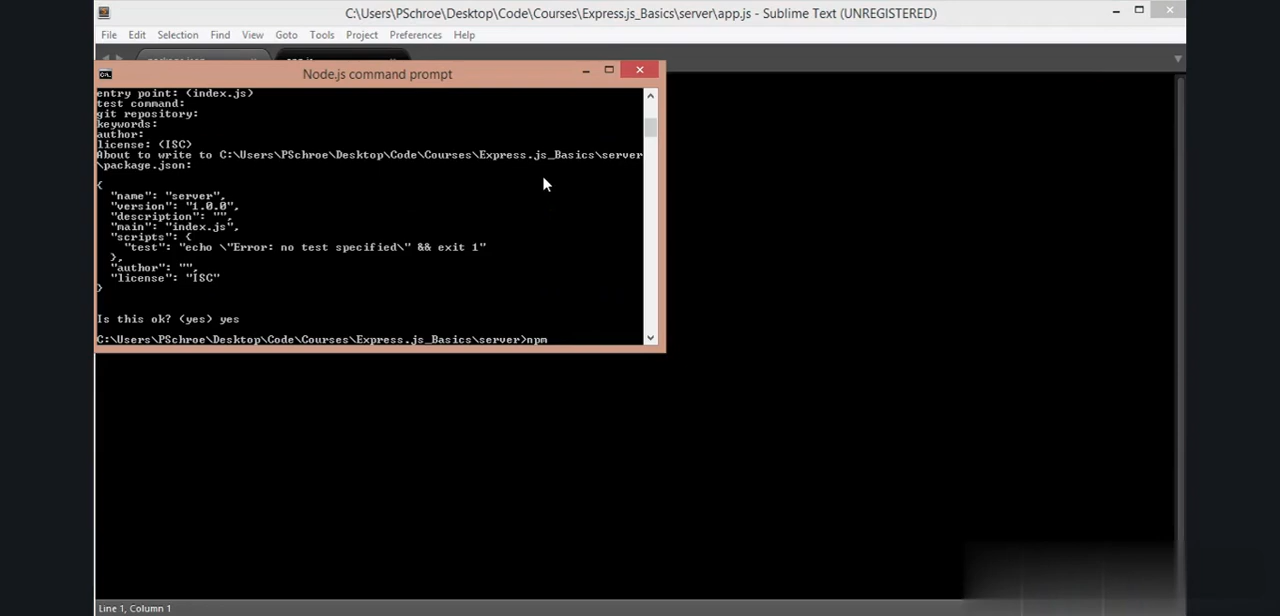 C:\Users\PSchroe\Desktop\Code\Courses\Express.js_Basics\server\app.js - Sublime Text (UNREGISTERED)
File Edit Selection Find View Goto Tools Project Preferences Help
Node.js command prompt
entry point: (index.js)
test command:
git repository:
keywords:
author:
license: (ISC)
About to write to C:\Users\PSchroe\Desktop\Code\Courses\Express.js_Basics\server
\package.json:
{
"name": "server",
"version": "1.0.0",
"description": "",
"main": "index.js",
"scripts": {
"test": "echo \"Error: no test specified\" && exit 1"
},
"author": "",
"license": "ISC"
}
Is this ok? (yes) yes
C:\Users\PSchroe\Desktop\Code\Courses\Express.js_Basics\server>npm
Line 1, Column 1